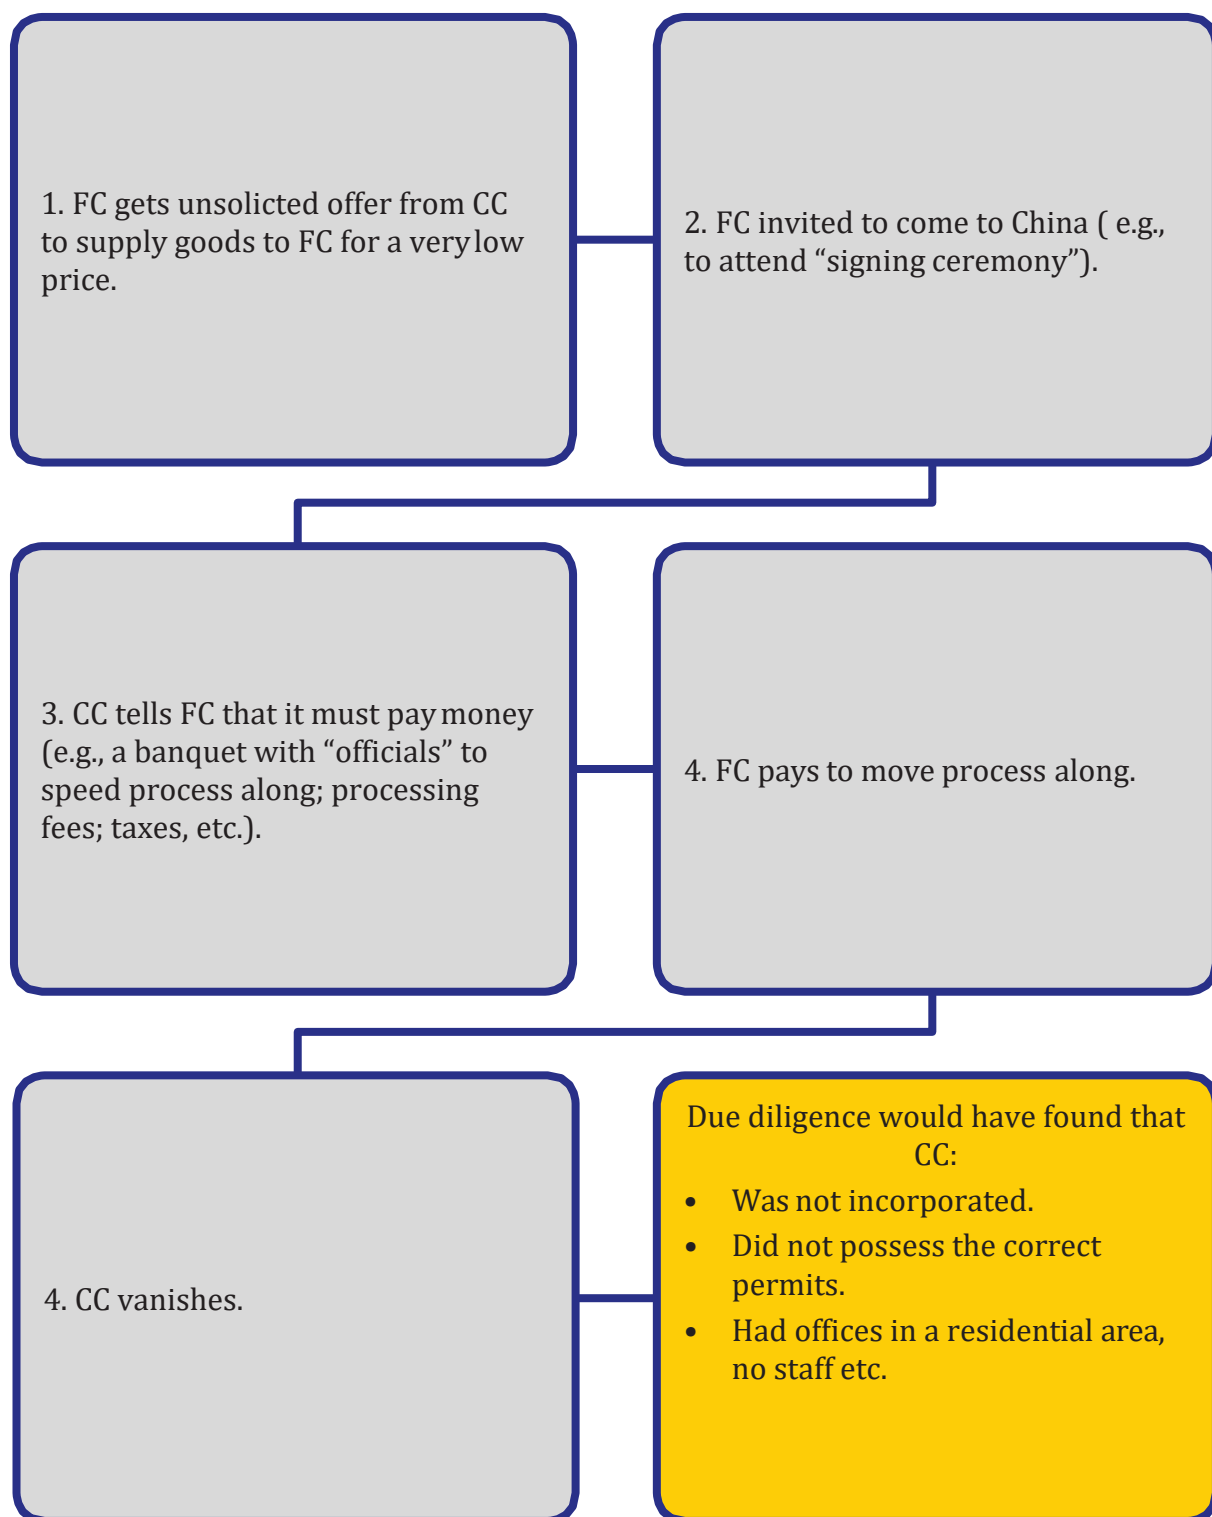 1. FC gets unsolicted offer from CC
to supply goods to FC for a very low
price.
2. FC invited to come to China ( e.g.,
to attend “signing ceremony”).
3. CC tells FC that it must pay money
(e.g., a banquet with “officials” to
speed process along; processing
fees; taxes, etc.).
4. FC pays to move process along.
4. CC vanishes.
Due diligence would have found that
CC:
• Was not incorporated.
• Did not possess the correct
permits.
• Had offices in a residential area,
no staff etc.